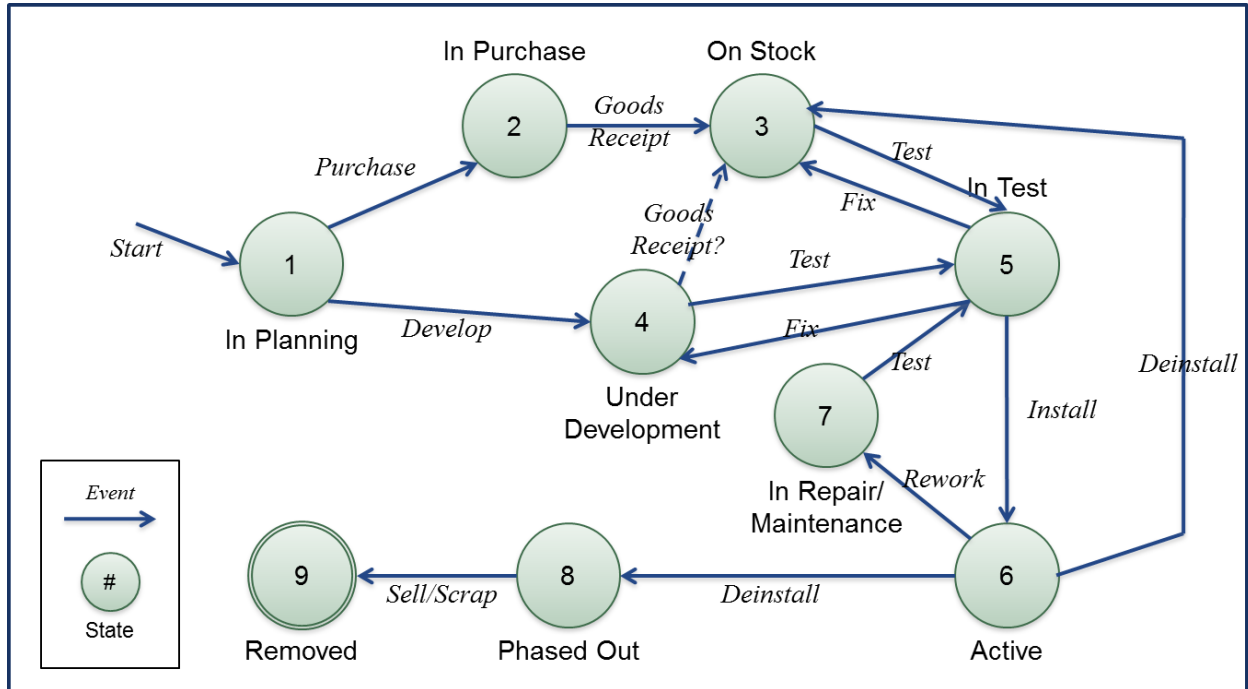 In Purchase
On Stock
2
Goods
Receipt
3
Test
Purchase
In Test
Fix
Goods
Receipt?
Start
1
Test
5
4
Develop
In Planning
Fix
Test
Deinstall
Under
Development
7
Install
In Repair/
Maintenance
Rework
Event
#
State
9
Sell/Scrap
8
Deinstall
6
Removed
Phased Out
Active